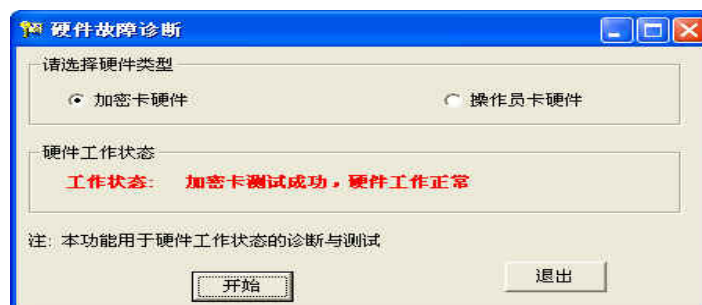 硬件故障诊断
请选择硬件类型
加密卡硬件 操作员卡硬件
硬件工作状态
工作状态: 加密卡测试成功，硬件工作正常
注: 本功能用于硬件工作状态的诊断与测试
开始 退出